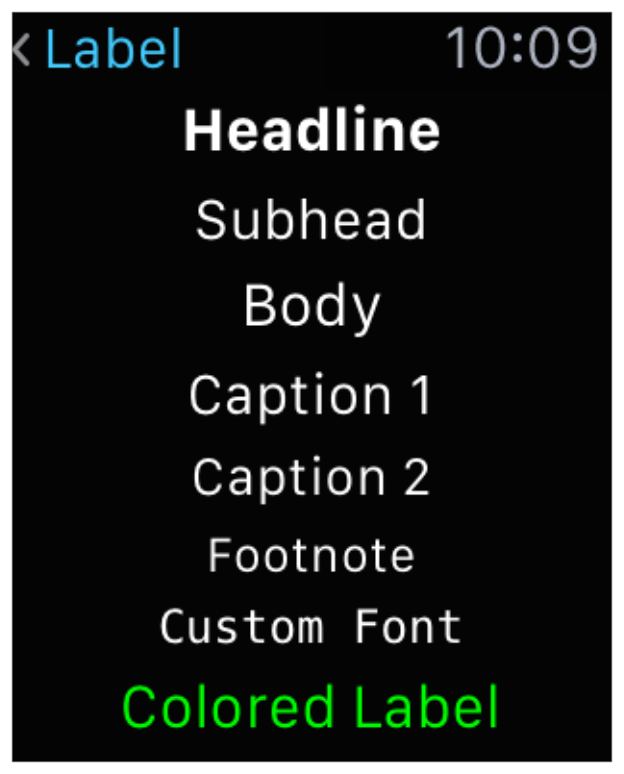 < Label 10:09
Headline
Subhead
Body
Caption 1
Caption 2
Footnote
Custom Font
Colored Label